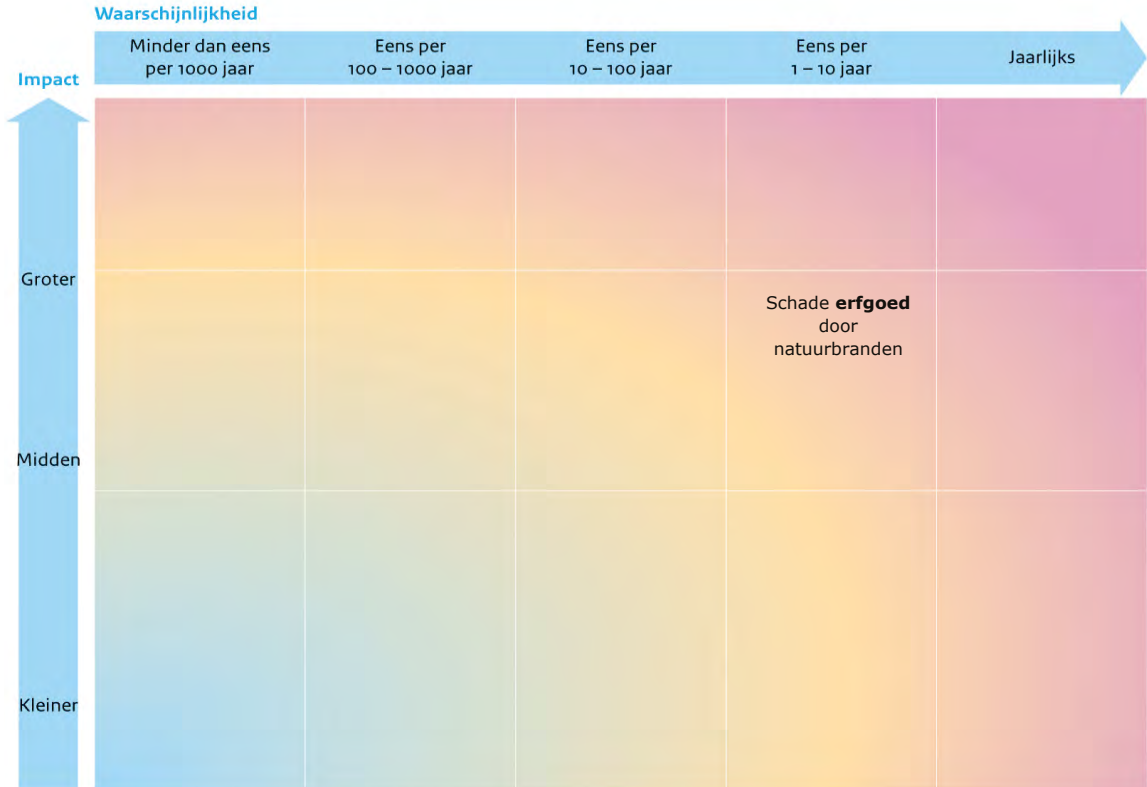 Waarschijnlijkheid
Minder dan eens
per 1000 jaar
Eens per
100 – 1000 jaar
Eens per
10 – 100 jaar
Eens per
1 – 10 jaar
Jaarlijks
Impact
Groter
Schade erfgoed
door
natuurbranden
Midden
Kleiner